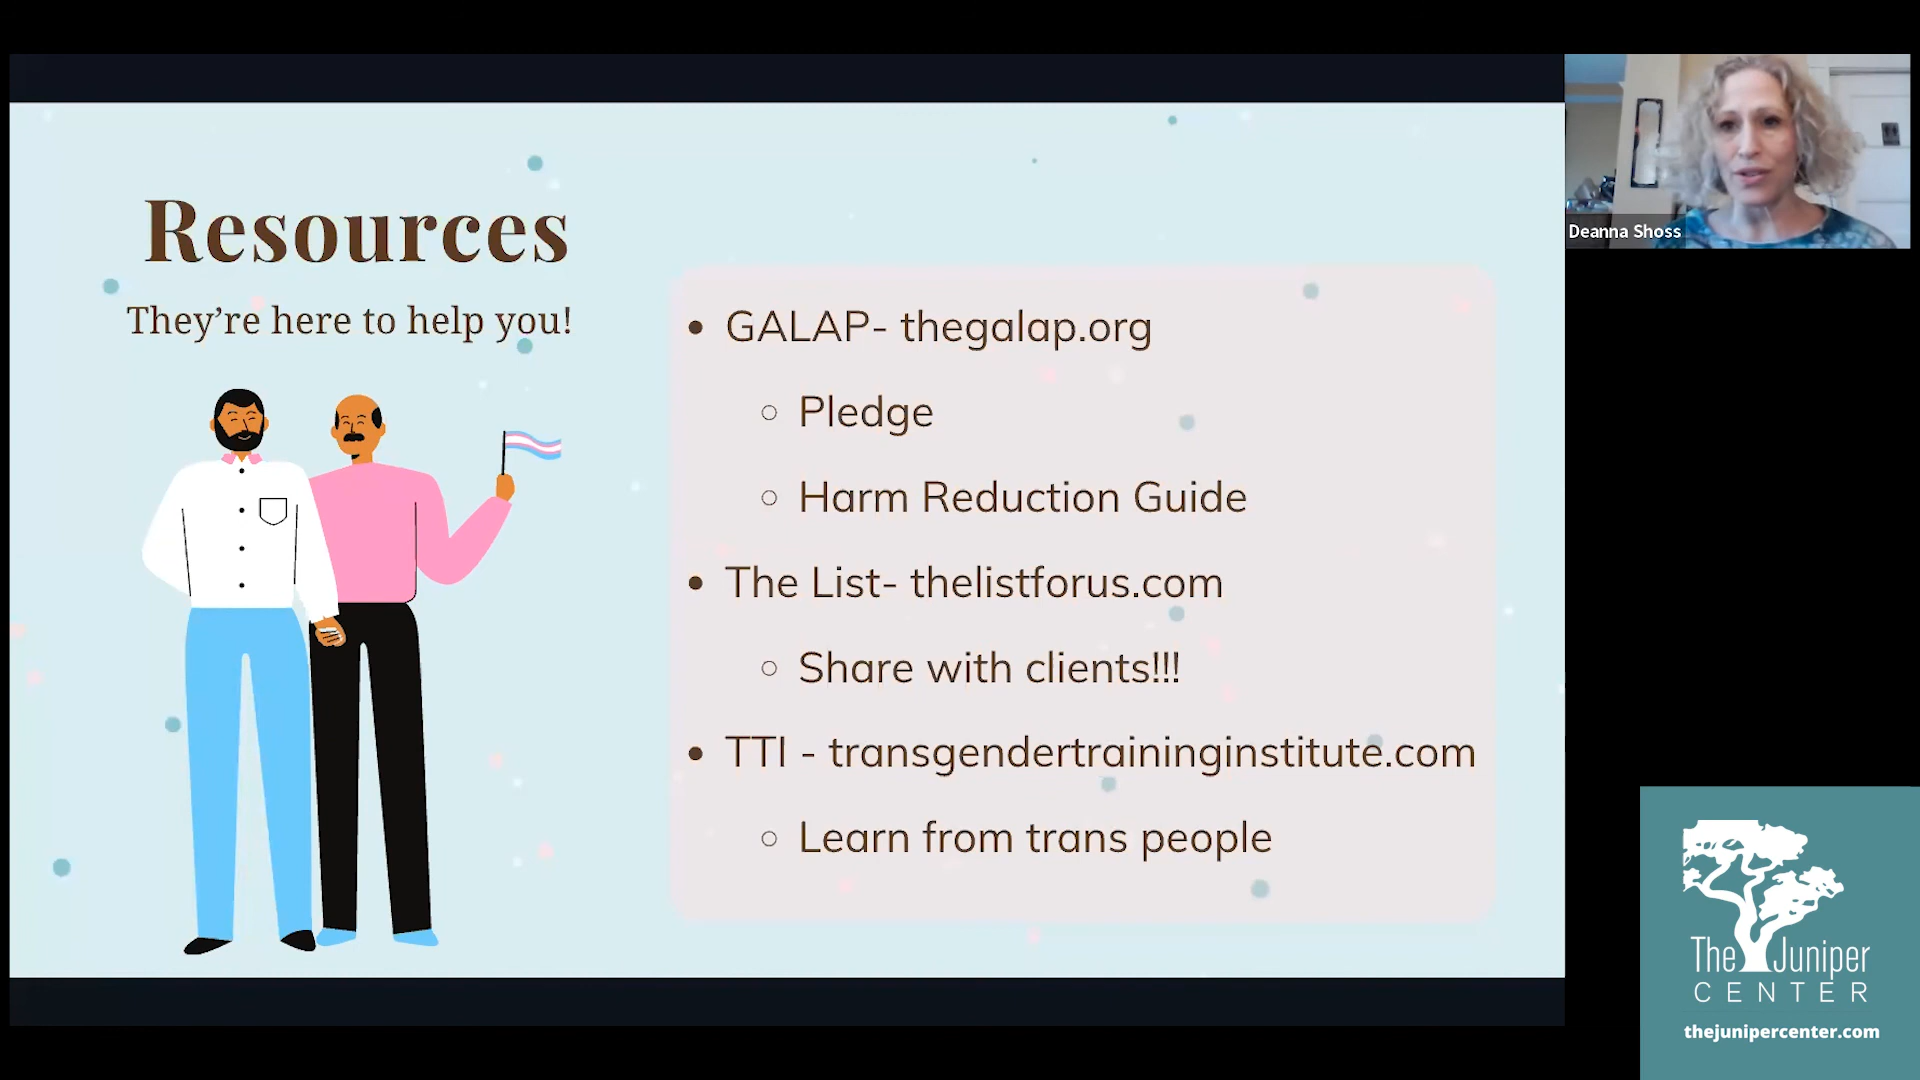 Resources
They're here to help you!
GALAP- thegalap.org
Pledge
Harm Reduction Guide
The List- thelistforus.com
Share with clients!!!
TTI - transgendertraininginstitute.com
Learn from trans people
Deanna Shoss
The Juniper
CENTER
thejunipercenter.com